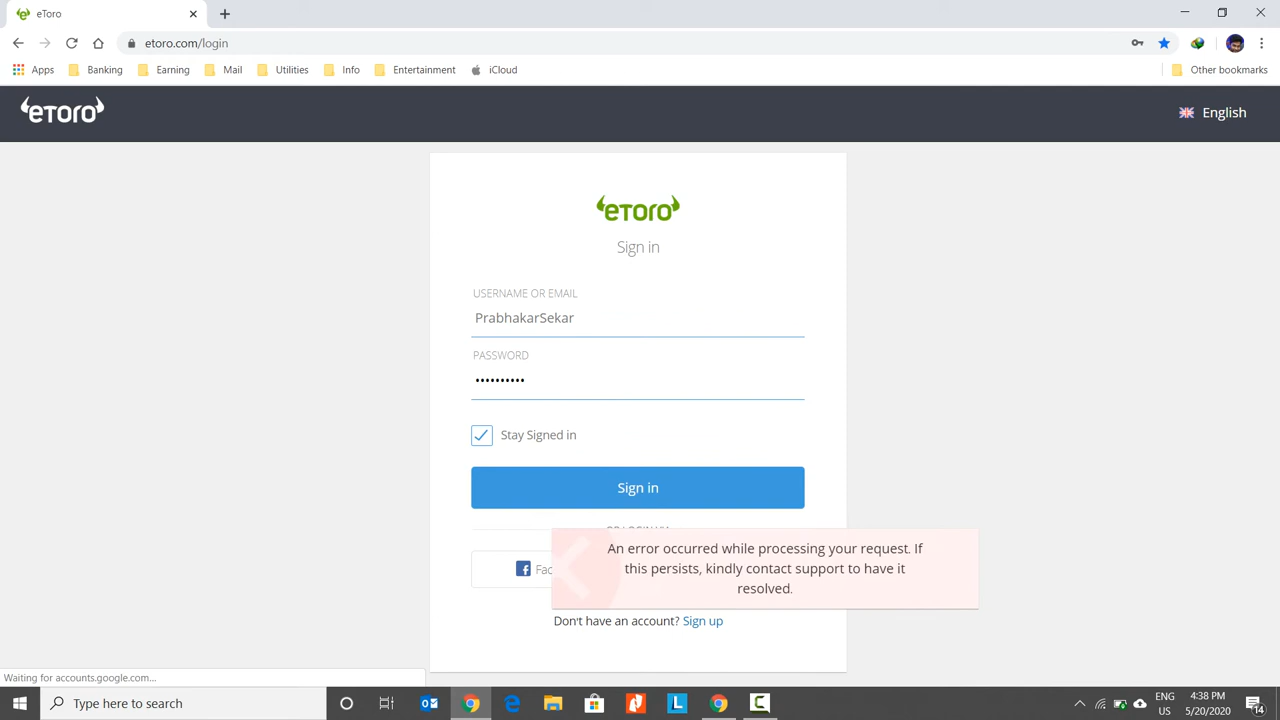 eToro
etoro.com/login
Apps Banking Earning Mail Utilities Info Entertainment iCloud Other bookmarks
eToro English
eToro
Sign in
USERNAME OR EMAIL
PrabhakarSekar
PASSWORD
••••••••••
Stay Signed in
Sign in
An error occurred while processing your request. If
this persists, kindly contact support to have it
resolved.
Don't have an account? Sign up
Waiting for accounts.google.com...
Type here to search
ENG
US
4:38 PM
5/20/2020
14